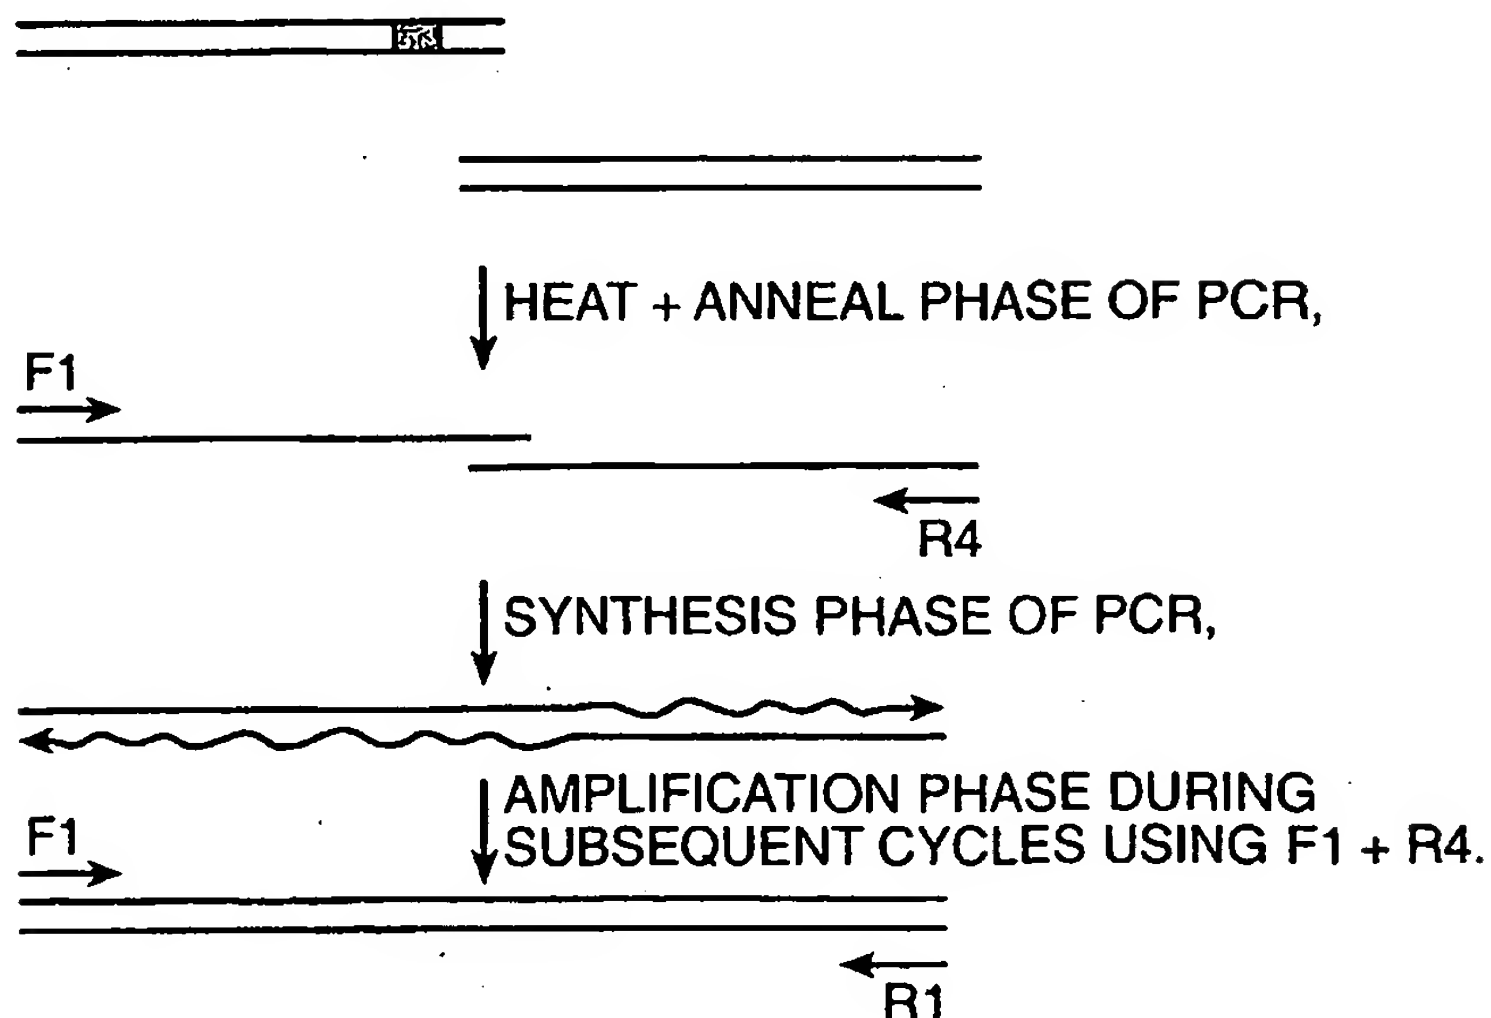 HEAT + ANNEAL PHASE OF PCR,
F1
R4
SYNTHESIS PHASE OF PCR,
AMPLIFICATION PHASE DURING
SUBSEQUENT CYCLES USING F1 + R4.
F1
R1